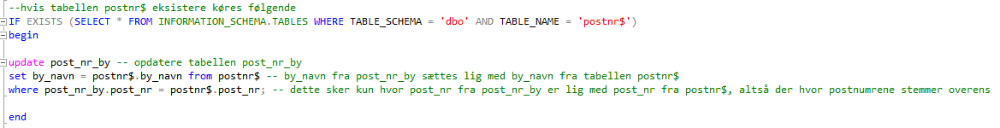 --hvis tabellen postnr$ eksistere køres følgende
IF EXISTS (SELECT * FROM INFORMATION_SCHEMA.TABLES WHERE TABLE_SCHEMA = 'dbo' AND TABLE_NAME = 'postnr$')
begin
update post_nr_by -- opdatere tabellen post_nr_by
set by_navn = postnr$.by_navn from postnr$ -- by_navn fra post_nr_by sættes lig med by_navn fra tabellen postnr$
where post_nr_by.post_nr = postnr$.post_nr; -- dette sker kun hvor post_nr fra post_nr_by er lig med post_nr fra postnr$, altså der hvor postnumrene stemmer overens
end